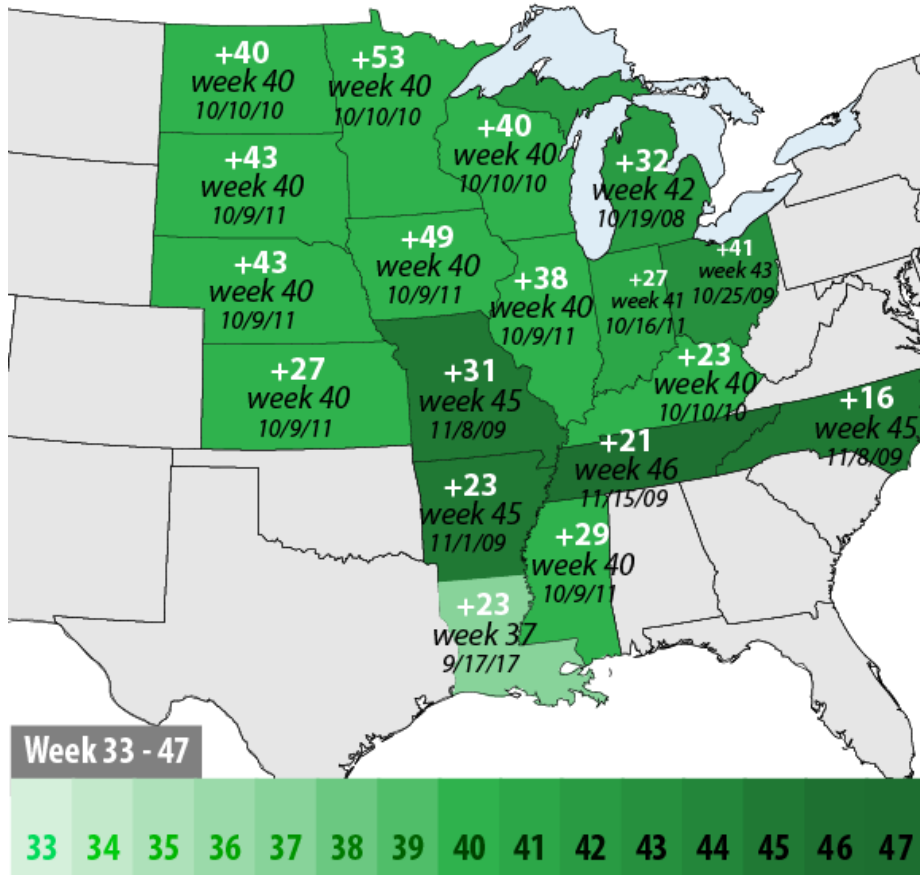 +40
week 40
10/10/10
+53
week 40
10/10/10
+40
week 40
10/10/10
+32
week 42
10/19/08
+43
week 40
10/9/11
+43
week 40
10/9/11
+49
week 40
10/9/11
+38
week 40
10/9/11
+27
week 41
10/16/11
+41
week 43
10/25/09
+27
week 40
10/9/11
+31
week 45
11/8/09
+23
week 40
10/10/10
+16
week 45
11/8/09
+21
week 46
11/15/09
+23
week 45
11/1/09
+29
week 40
10/9/11
+23
week 37
9/17/17
Week 33 - 47
33 34 35 36 37 38 39 40 41 42 43 44 45 46 47